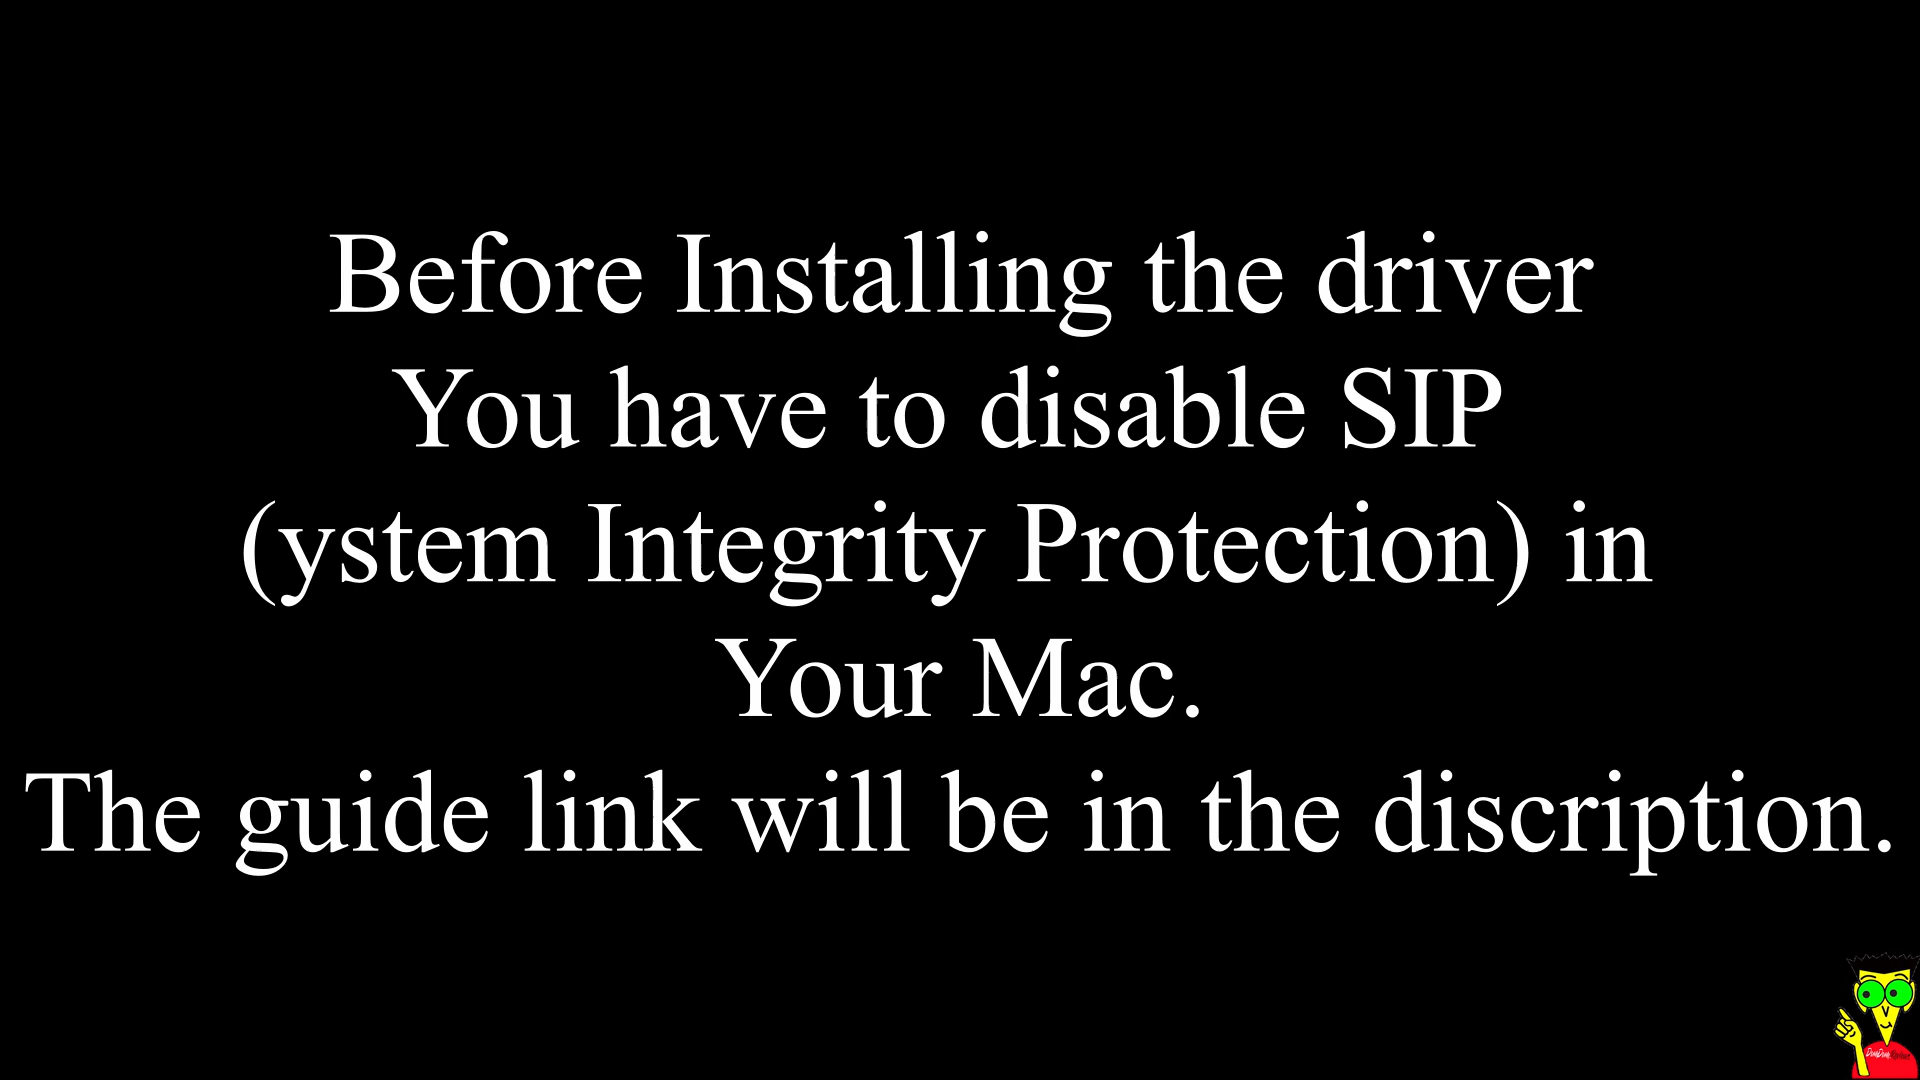 Before Installing the driver
You have to disable SIP
(ystem Integrity Protection) in
Your Mac.
The guide link will be in the discription.